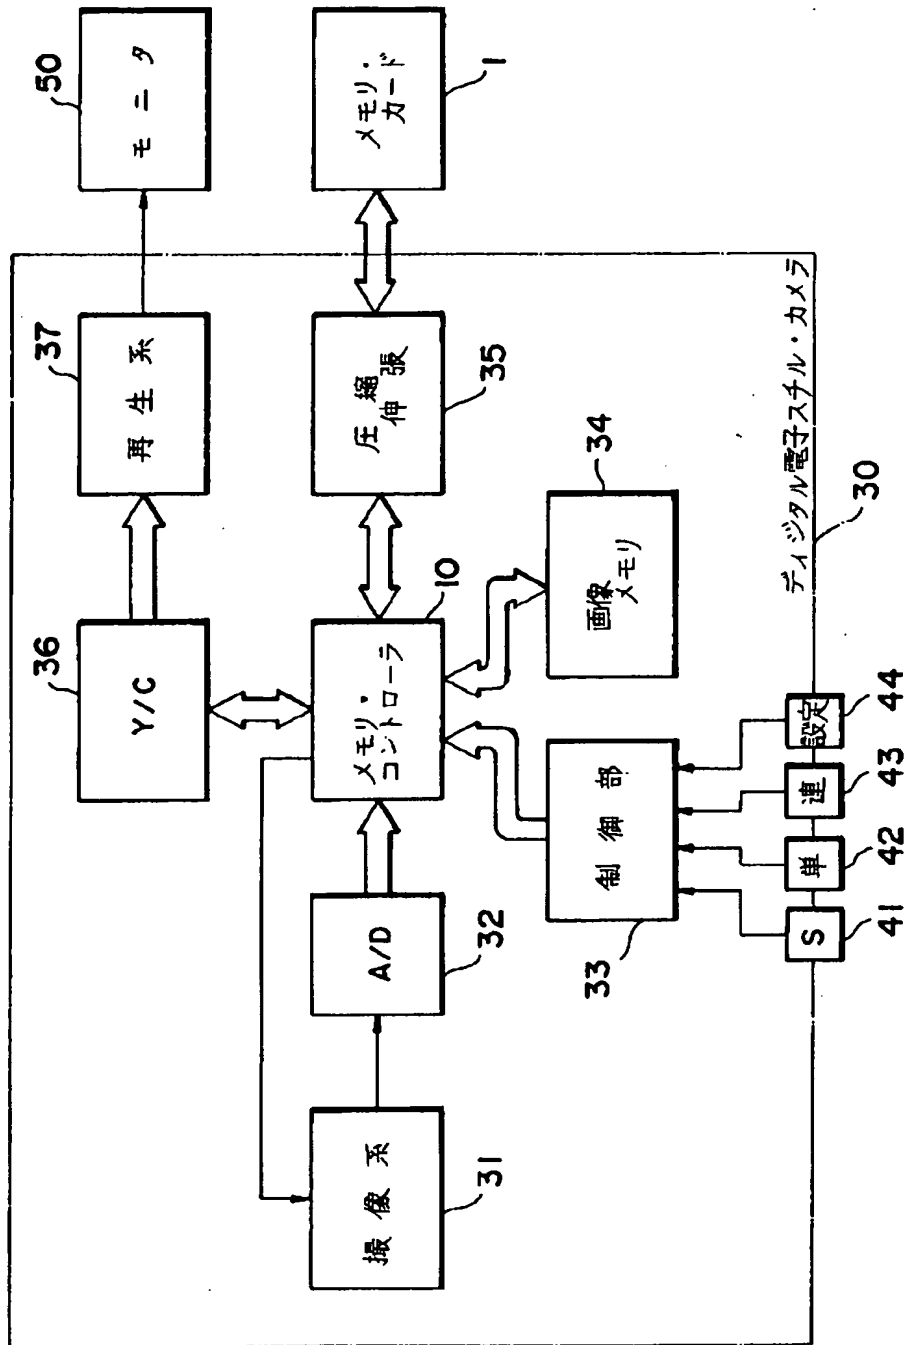 36
37
50
Y/C
再生系
モニタ
10
撮像系
A/D
メモリ・
コントローラ
圧縮
伸張
メモリ・
カード
31
32
35
1
34
33
制御部
画像
メモリ
ディジタル電子スチル・カメラ
S
単
連
設定
30
41
42
43
44